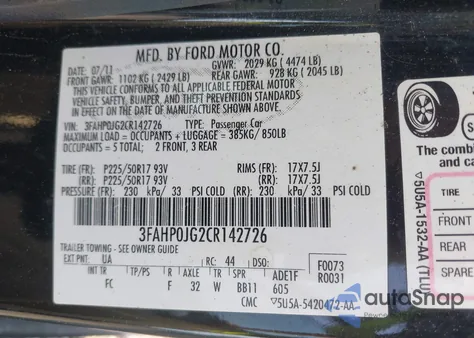 MFD. BY FORD MOTOR CO.
DATE: 07/11 GVWR: 2029 KG ( 4474 LB)
FRONT GAWR: 1102 KG ( 2429 LB) REAR GAWR: 928 KG ( 2045 LB)
THIS VEHICLE CONFORMS TO ALL APPLICABLE FEDERAL MOTOR
VEHICLE SAFETY, BUMPER, AND THEFT PREVENTION STANDARDS
IN EFFECT ON THE DATE OF MANUFACTURE SHOWN ABOVE.
VIN: 3FAHP0JG2CR142726 TYPE: Passenger Car
MAXIMUM LOAD = OCCUPANTS + LUGGAGE = 385KG/ 850LB
OCCUPANTS = 5 TOTAL; 2 FRONT, 3 REAR
TIRE (FR): P225/50R17 93V RIMS (FR): 17X7.5J
TIRE (RR): P225/50R17 93V (RR): 17X7.5J
PRESSURE (FR): 230 kPa/ 33 PSI COLD (RR): 230 kPa/ 33 PSI COLD
3FAHP0JG2CR142726
TRAILER TOWING - SEE OWNER GUIDE
EXT PNT: UA RC: 44 DSO: F0073
R0031
INT TR TP/PS R AXLE TR
FC F 32 W BB11 ADE1F 605
CMC 5U5A-5420472-AA
The combin
and ca
TIRE
FRONT
REAR
SPARE
5U5A-1532-AA (TLU)
autoSnap